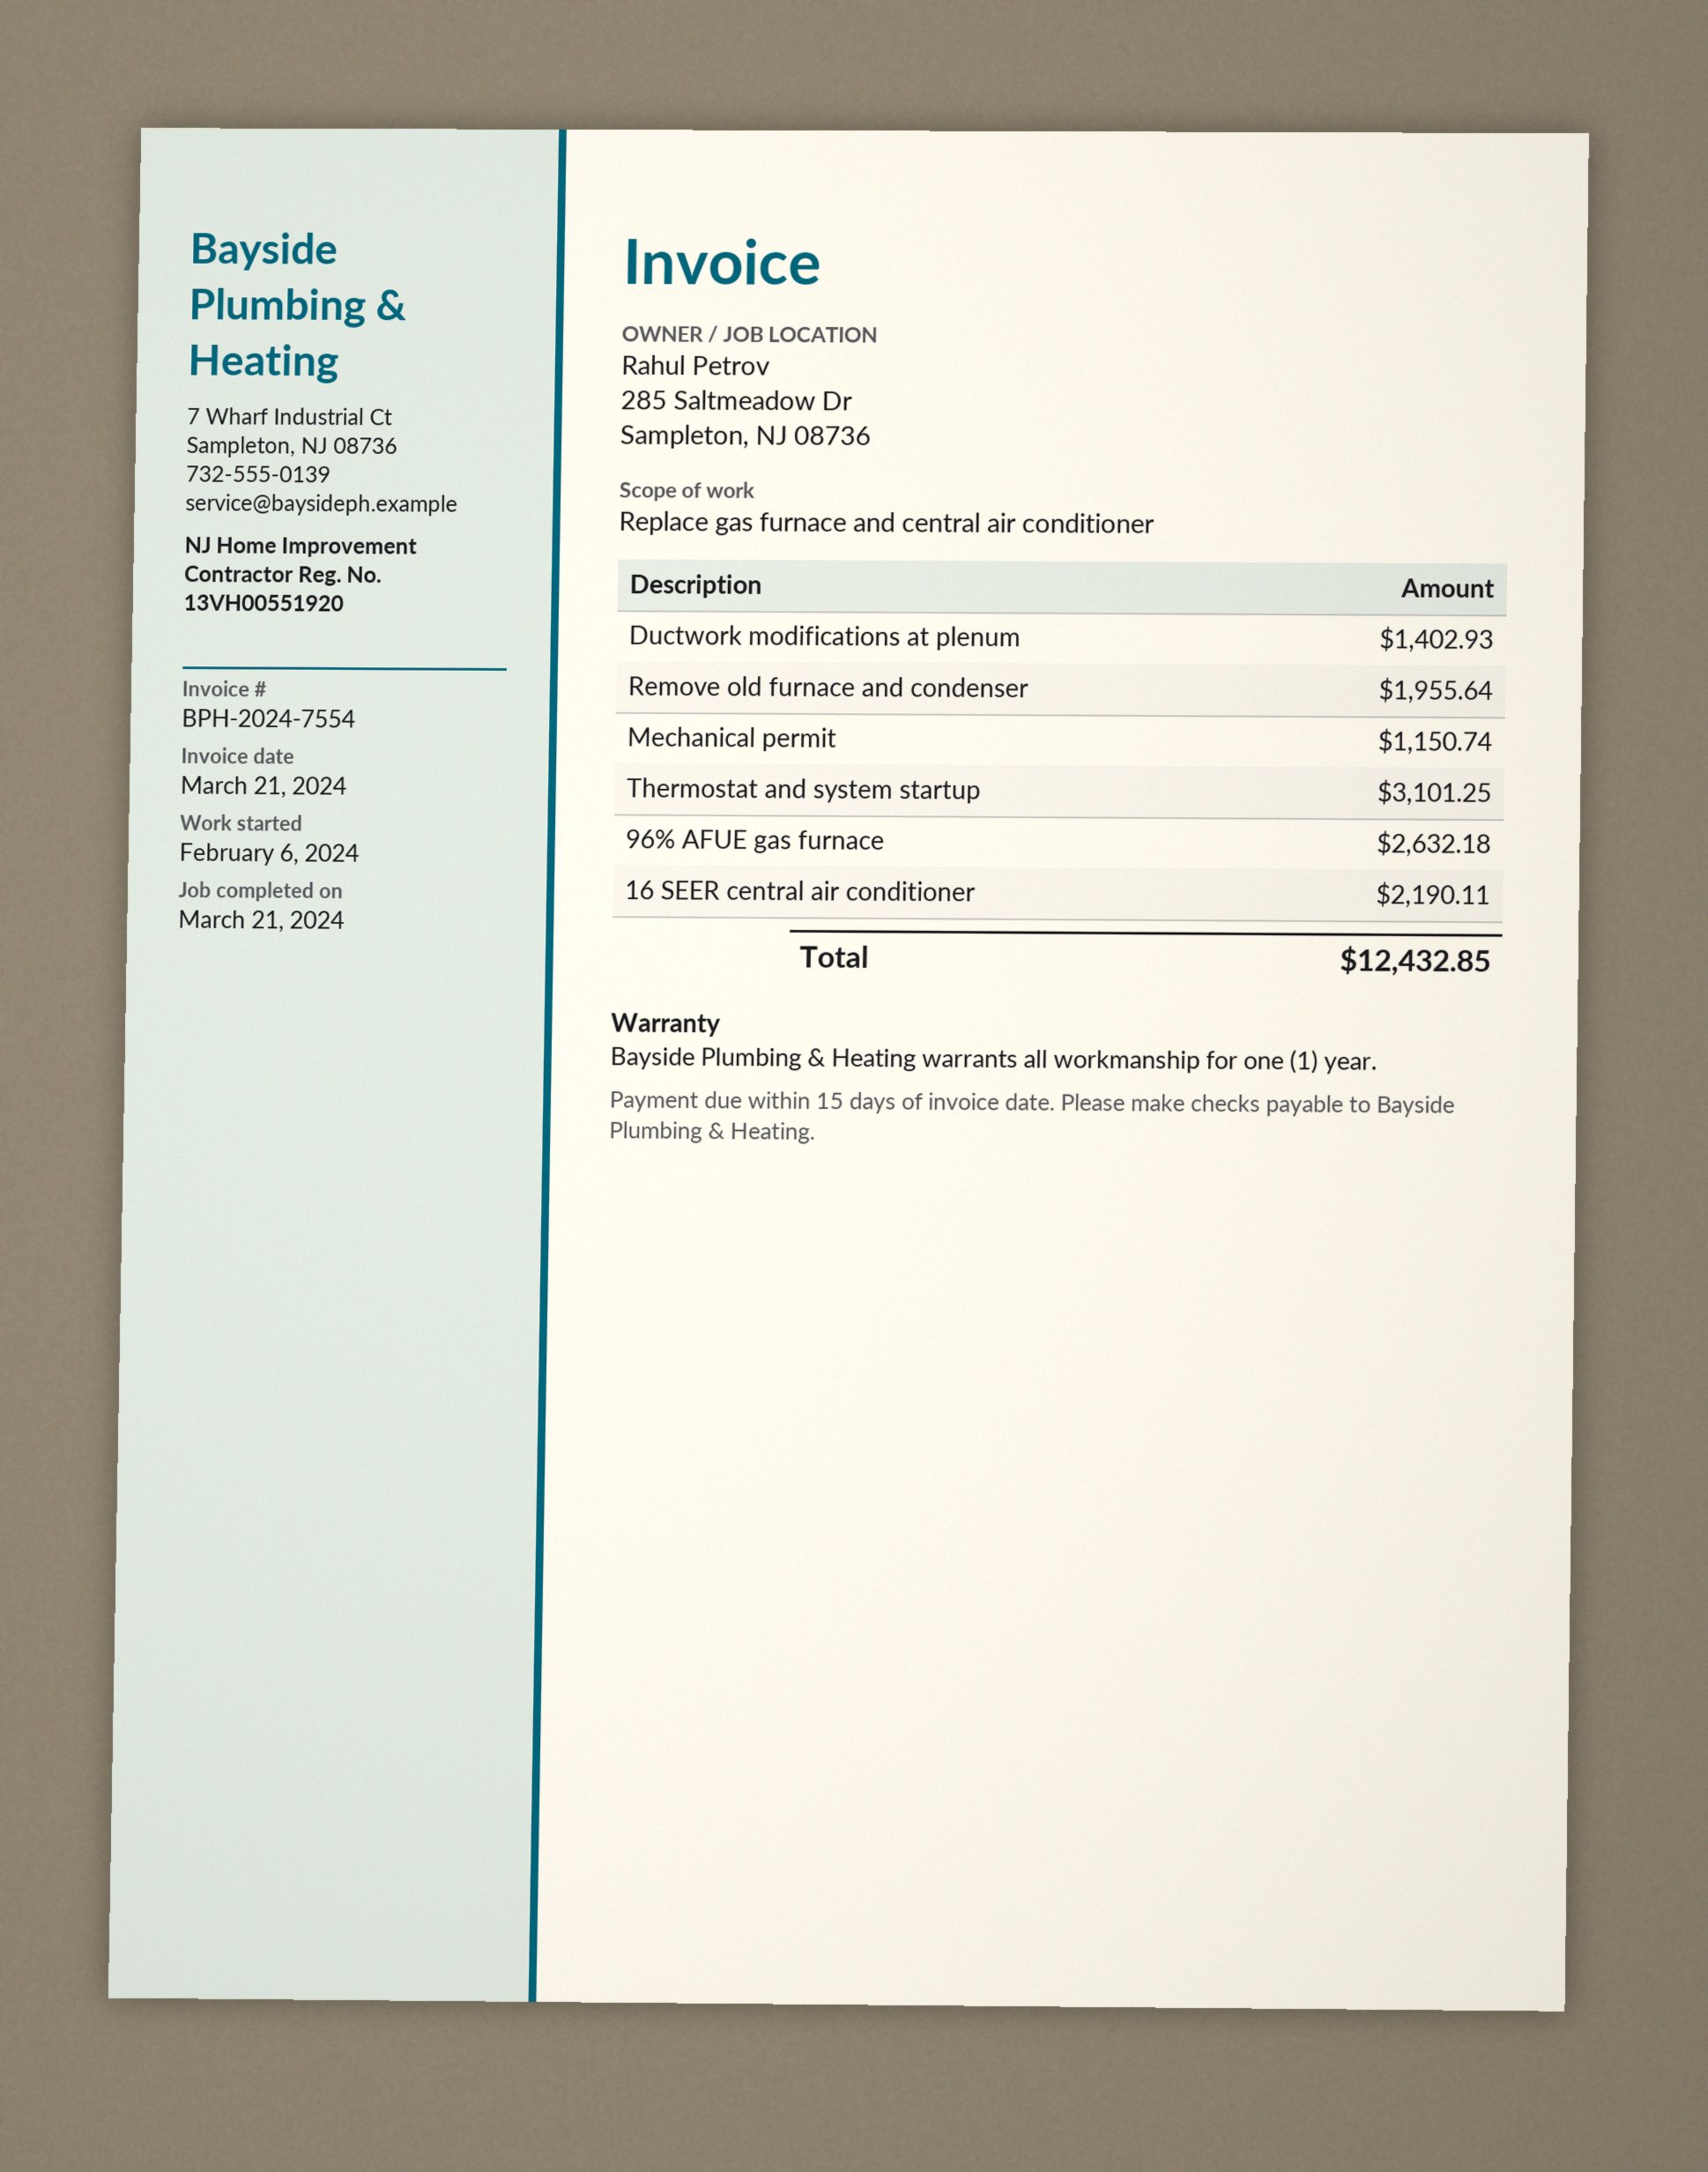 Bayside
Plumbing &
Heating
7 Wharf Industrial Ct
Sampleton, NJ 08736
732-555-0139
service@baysideph.example
NJ Home Improvement
Contractor Reg. No.
13VH00551920
Invoice #
BPH-2024-7554
Invoice date
March 21, 2024
Work started
February 6, 2024
Job completed on
March 21, 2024
Invoice
OWNER / JOB LOCATION
Rahul Petrov
285 Saltmeadow Dr
Sampleton, NJ 08736
Scope of work
Replace gas furnace and central air conditioner
Description Amount
Ductwork modifications at plenum $1,402.93
Remove old furnace and condenser $1,955.64
Mechanical permit $1,150.74
Thermostat and system startup $3,101.25
96% AFUE gas furnace $2,632.18
16 SEER central air conditioner $2,190.11
Total $12,432.85
Warranty
Bayside Plumbing & Heating warrants all workmanship for one (1) year.
Payment due within 15 days of invoice date. Please make checks payable to Bayside
Plumbing & Heating.